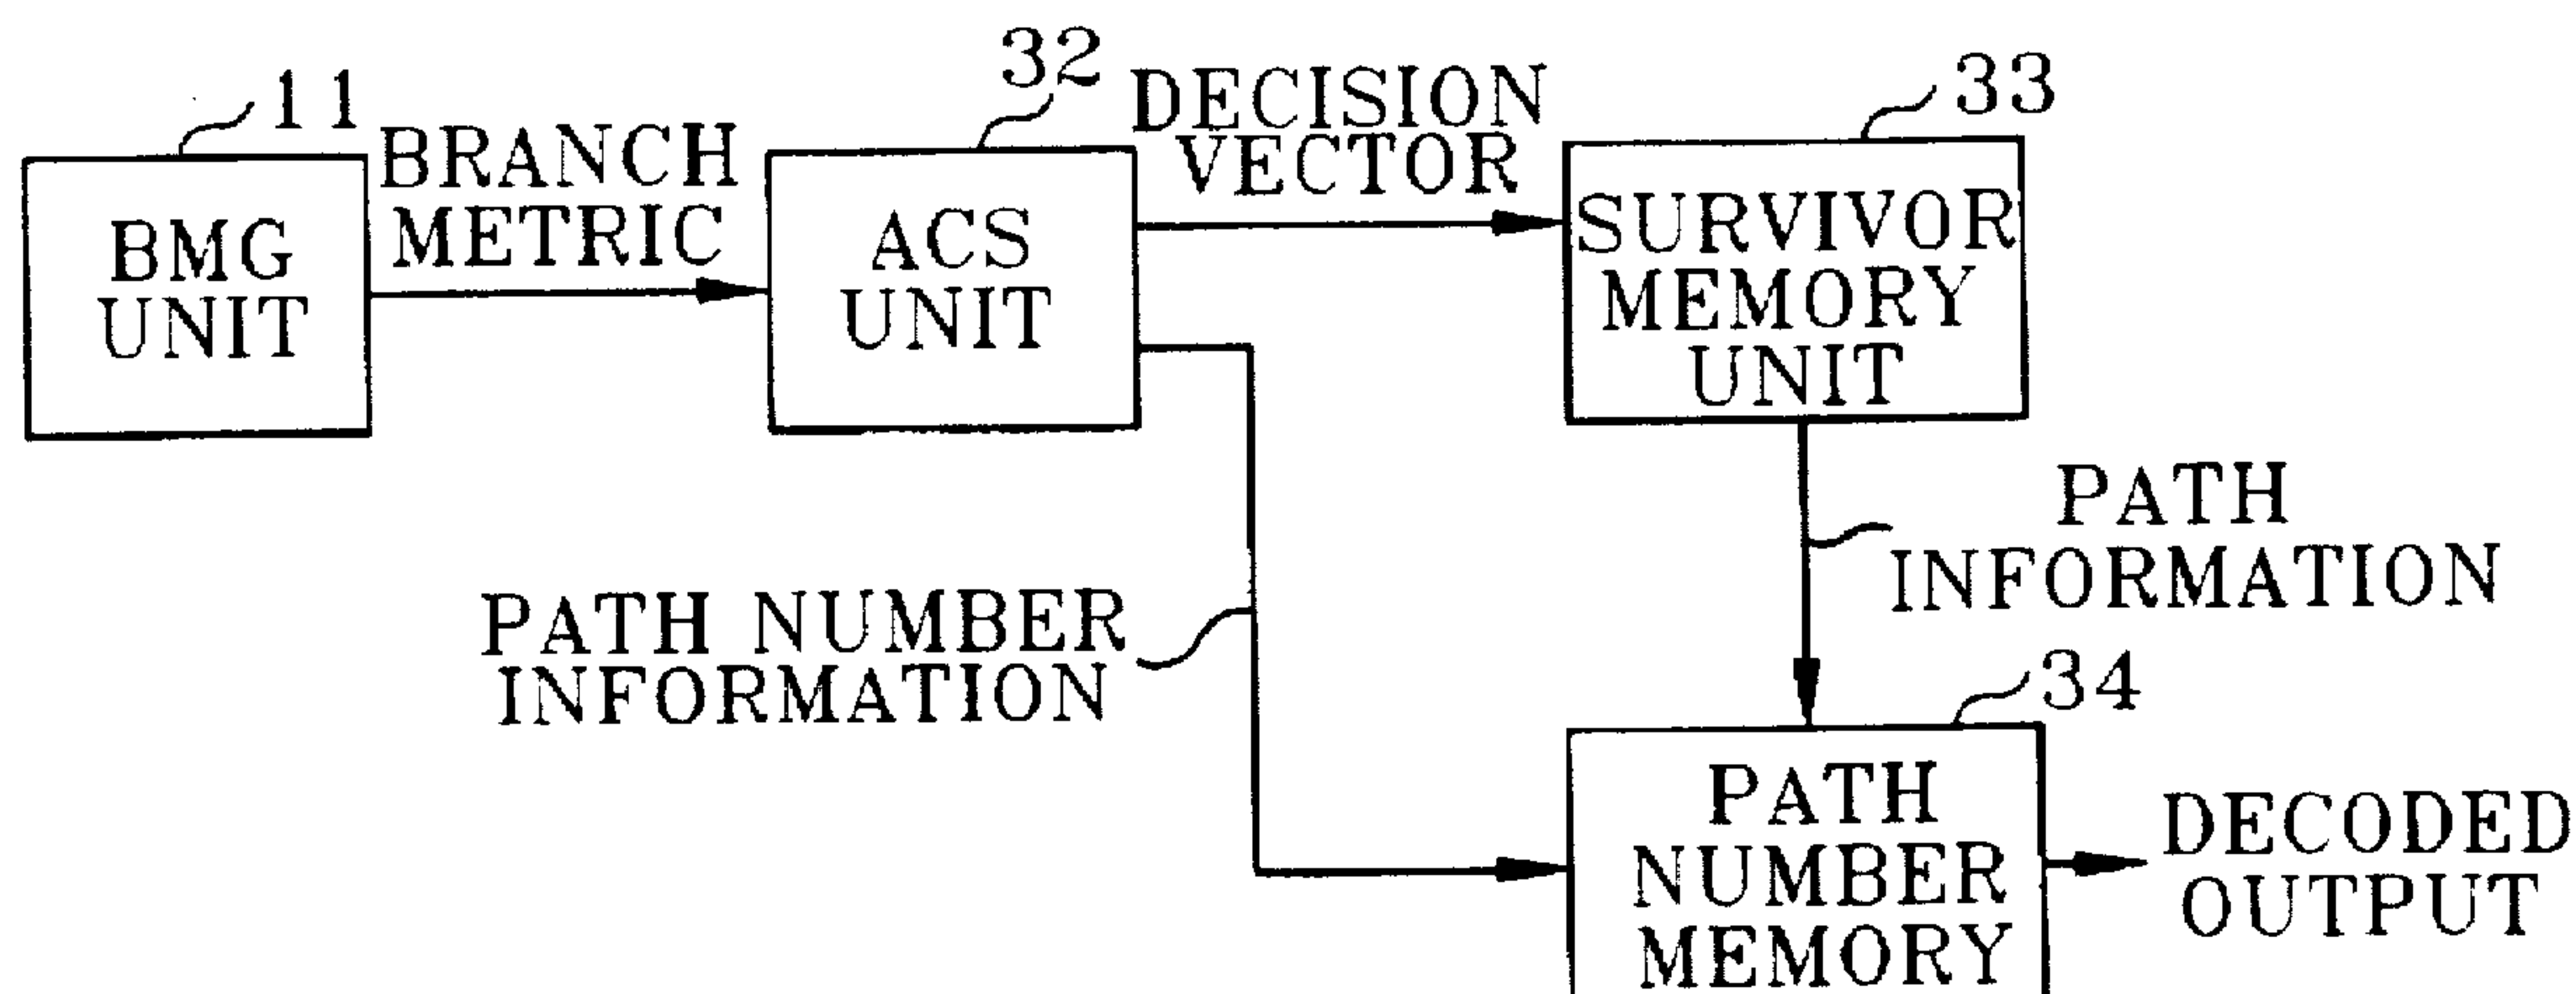 11
BMG
UNIT
BRANCH
METRIC
32
ACS
UNIT
DECISION
VECTOR
33
SURVIVOR
MEMORY
UNIT
PATH
INFORMATION
PATH NUMBER
INFORMATION
34
PATH
NUMBER
MEMORY
DECODED
OUTPUT